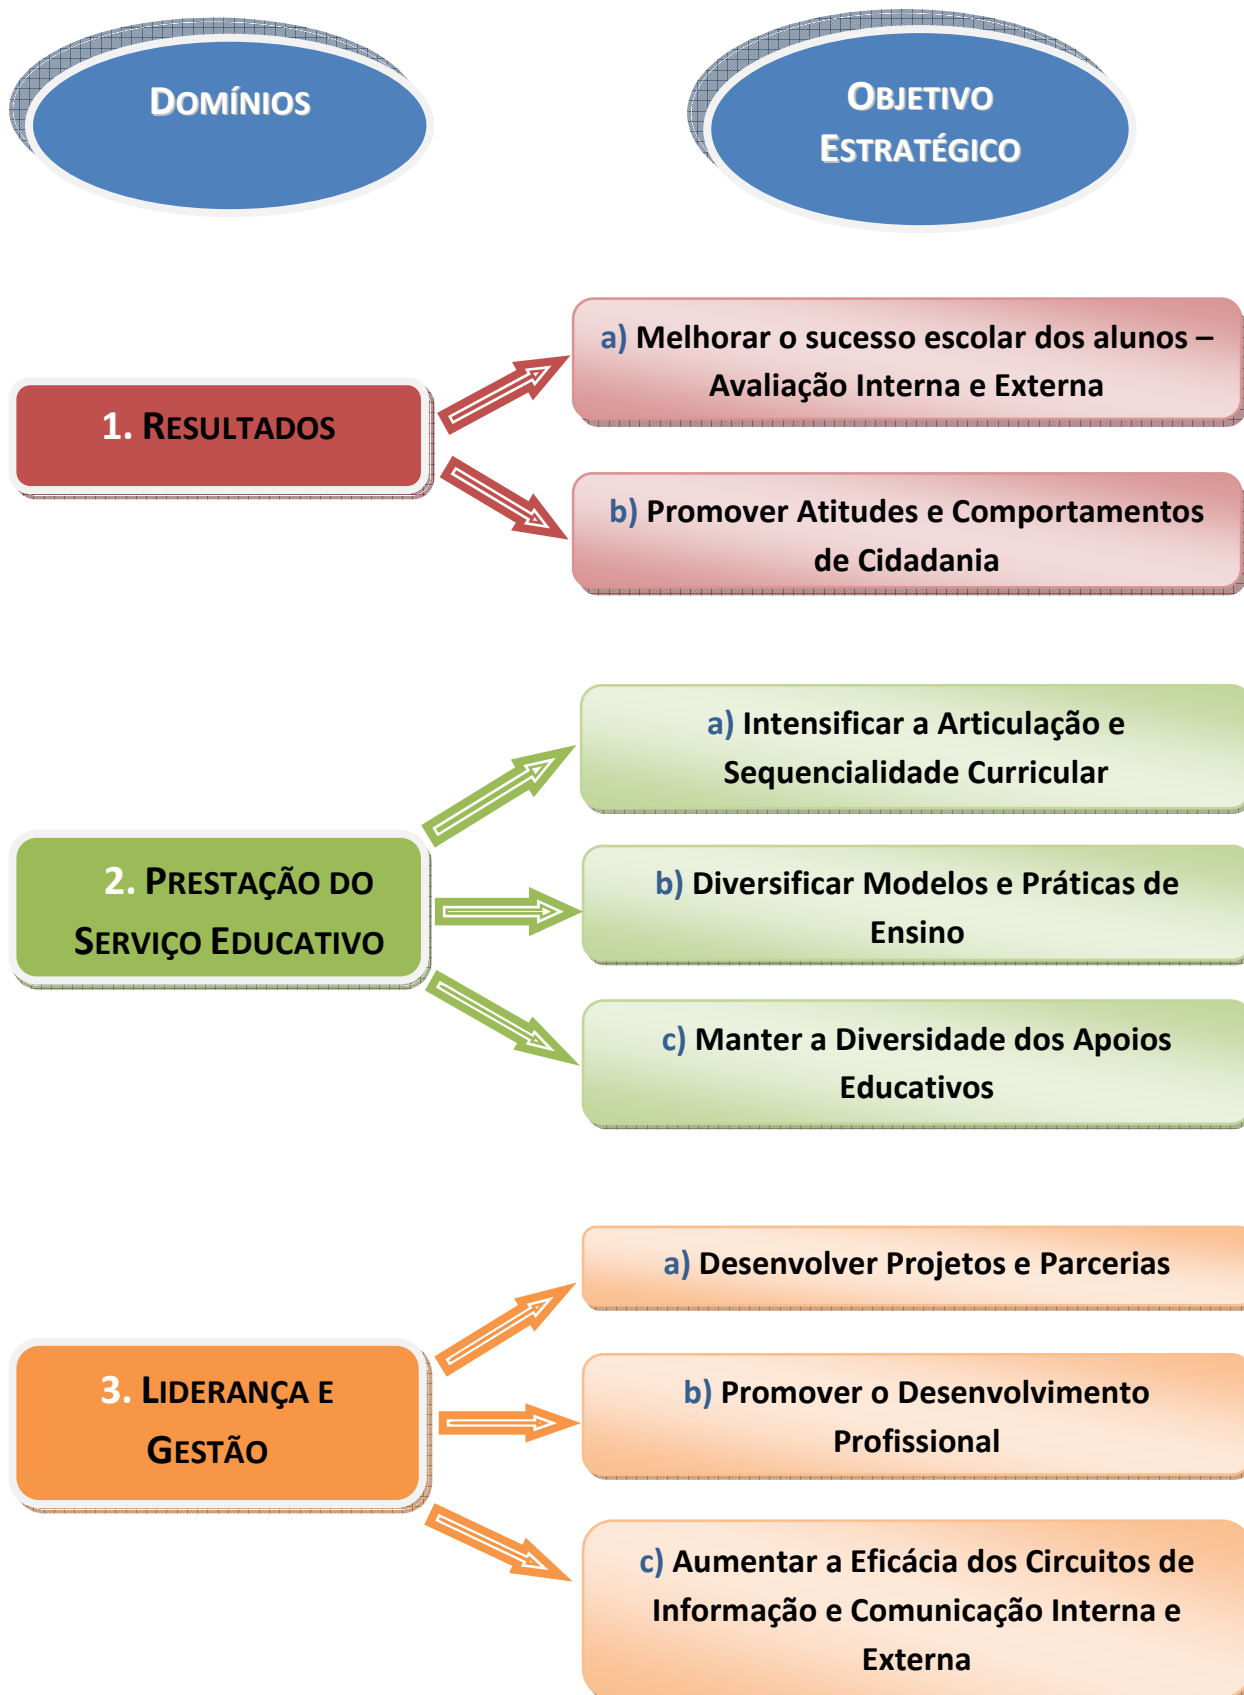 DOMÍNIOS
OBJETIVO
ESTRATÉGICO
1. RESULTADOS
a) Melhorar o sucesso escolar dos alunos –
Avaliação Interna e Externa
b) Promover Atitudes e Comportamentos
de Cidadania
2. PRESTAÇÃO DO
SERVIÇO EDUCATIVO
a) Intensificar a Articulação e
Sequencialidade Curricular
b) Diversificar Modelos e Práticas de
Ensino
c) Manter a Diversidade dos Apoios
Educativos
3. LIDERANÇA E
GESTÃO
a) Desenvolver Projetos e Parcerias
b) Promover o Desenvolvimento
Profissional
c) Aumentar a Eficácia dos Circuitos de
Informação e Comunicação Interna e
Externa